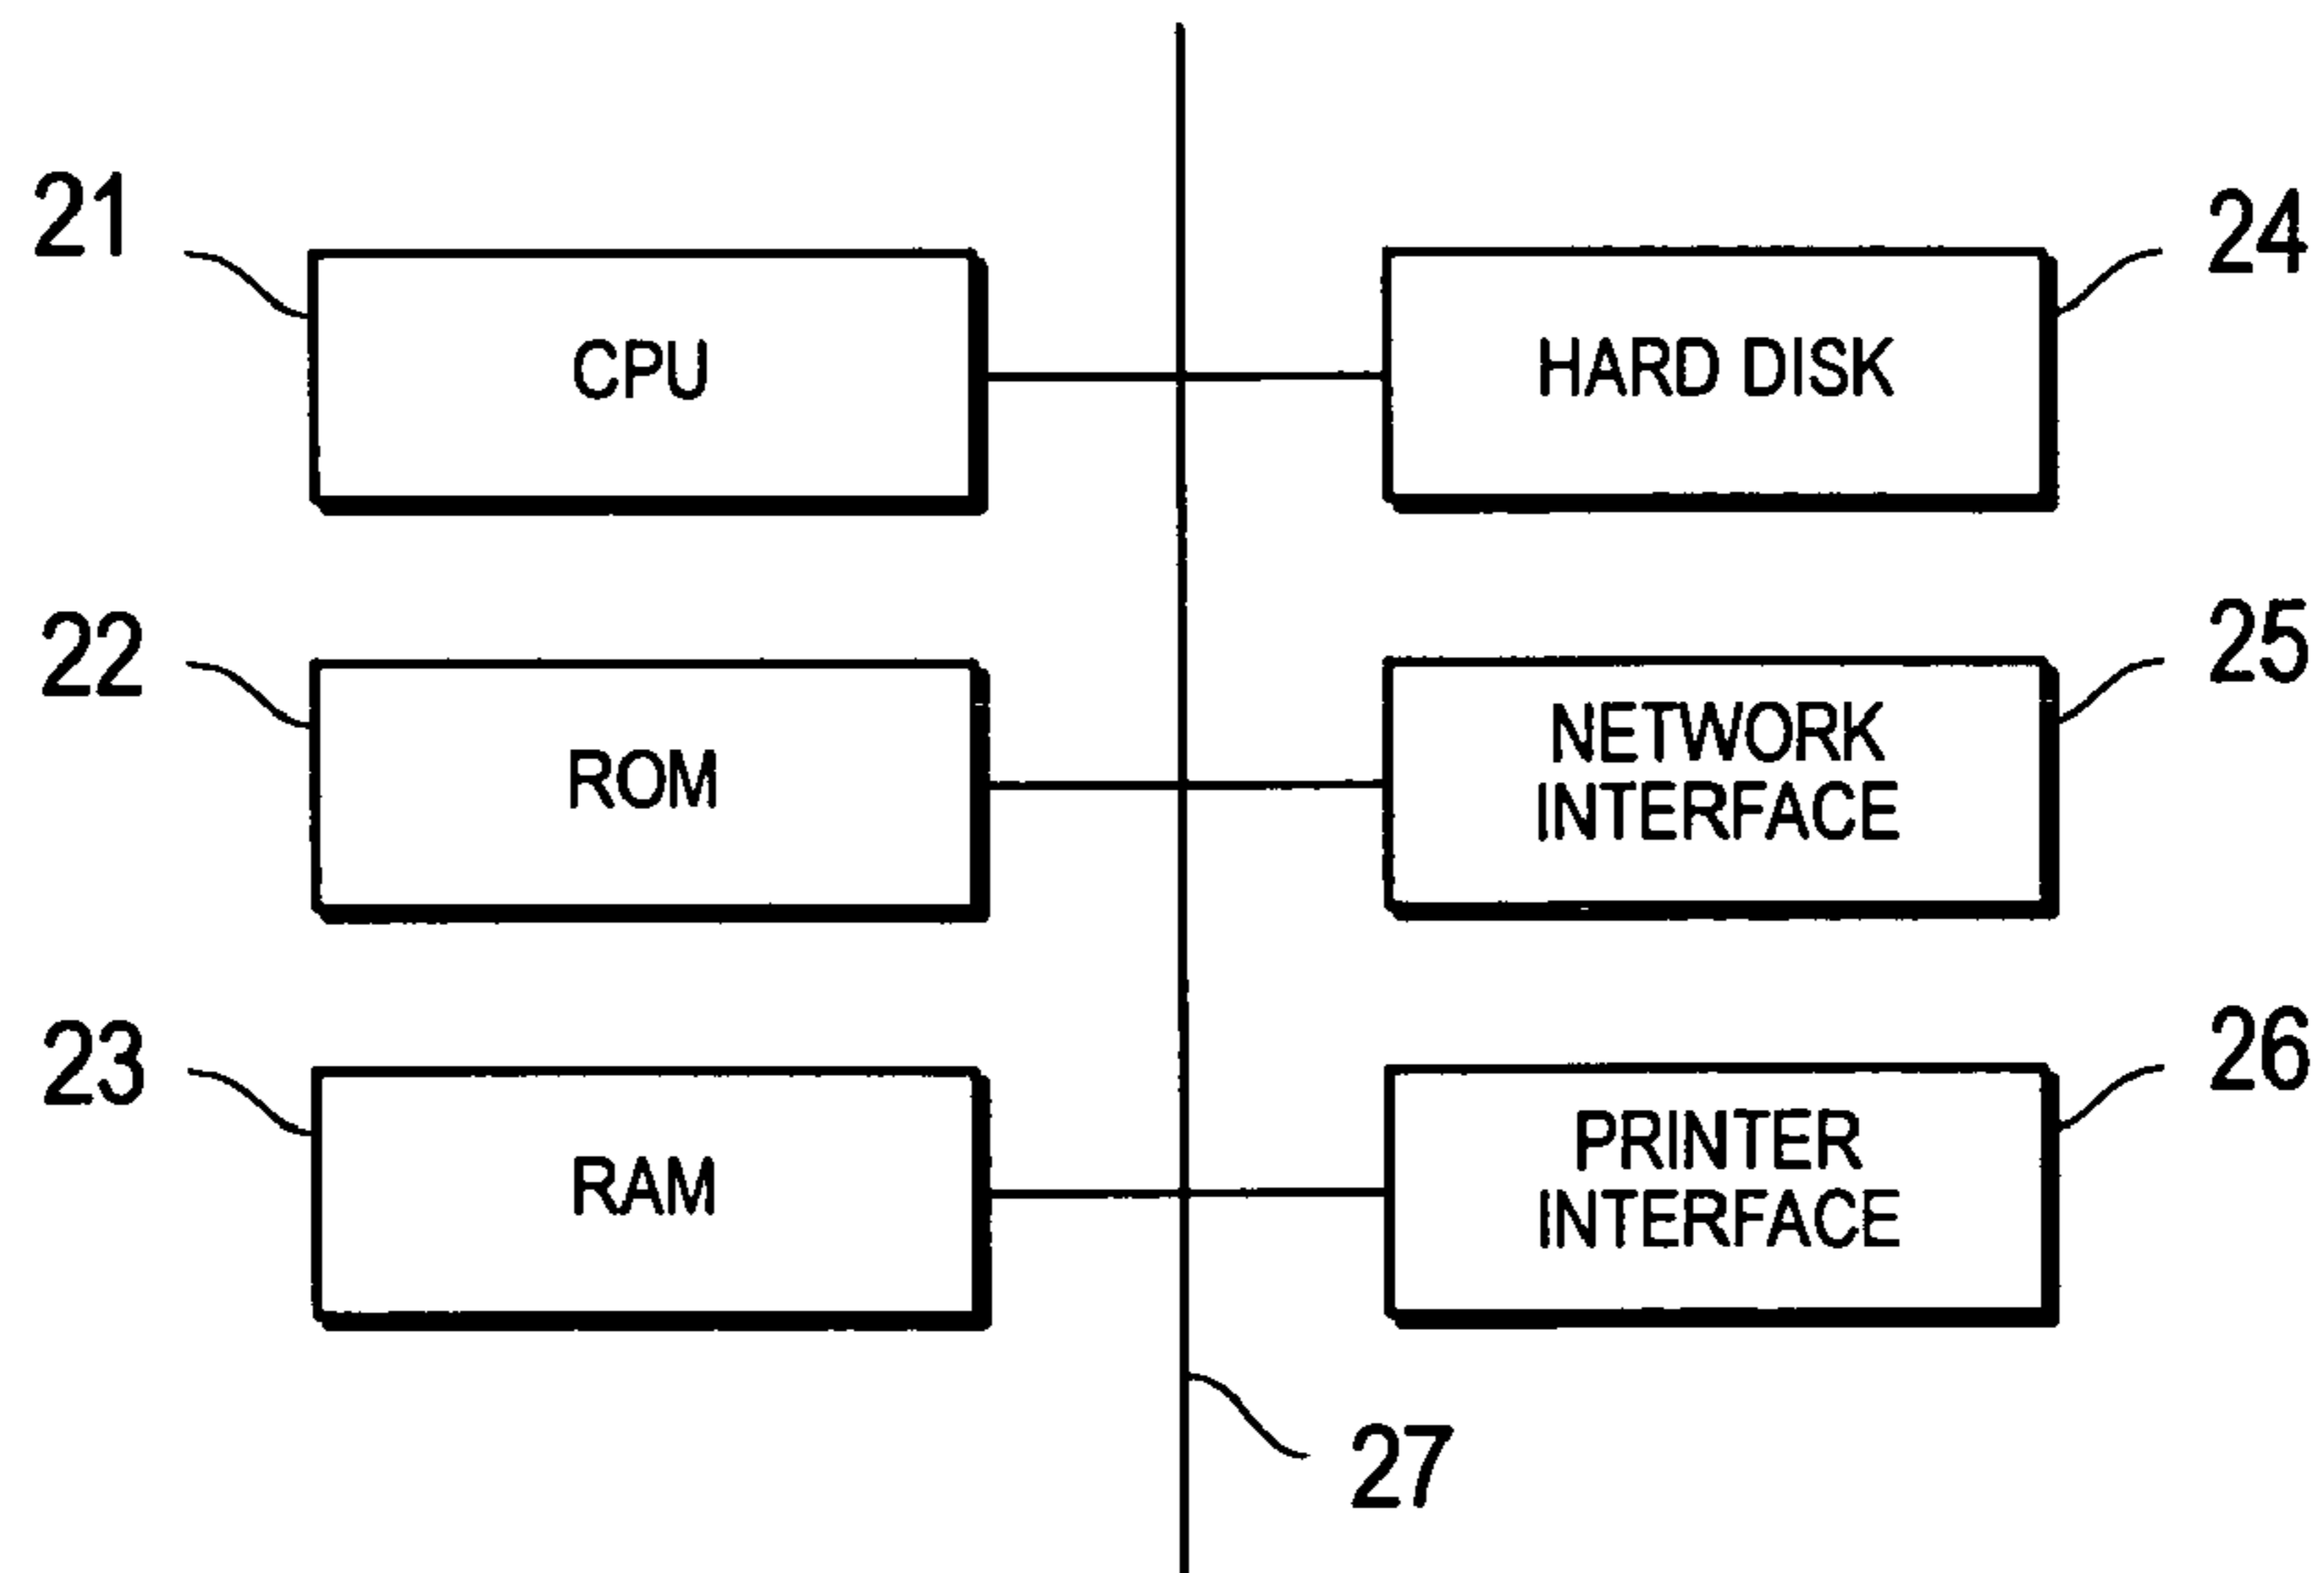 21
CPU
24
HARD DISK
22
ROM
25
NETWORK
INTERFACE
23
RAM
26
PRINTER
INTERFACE
27